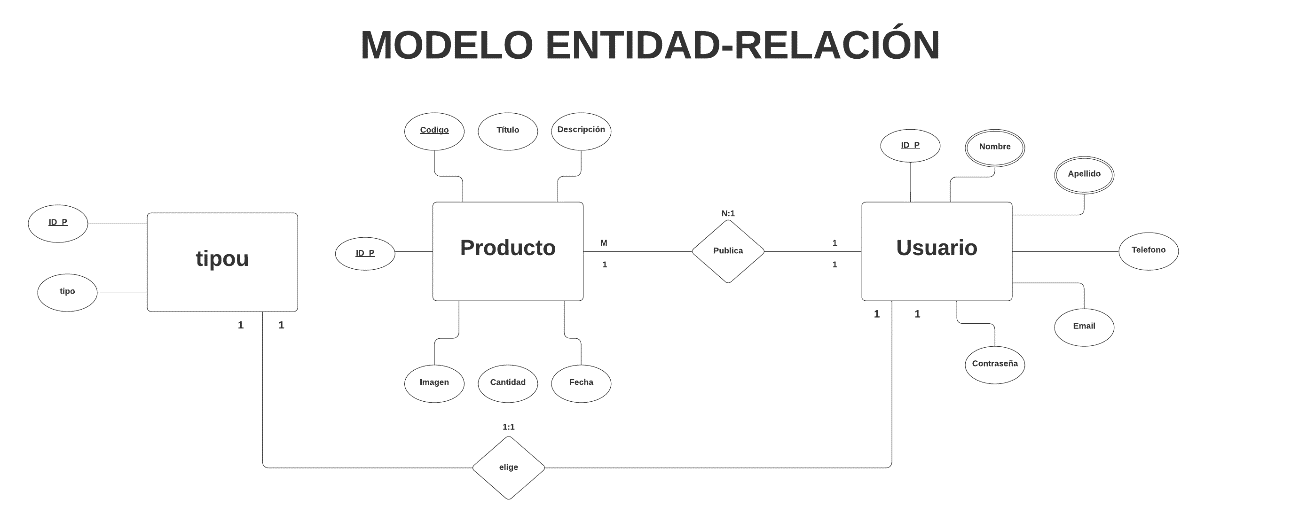 MODELO ENTIDAD-RELACIÓN
Codigo
Título
Descripción
ID_P
Nombre
Apellido
ID_P
tipo
tipou
1
1
ID_P
Producto
M
1
N:1
Publica
1
1
Usuario
1
1
Telefono
Email
Contraseña
Imagen
Cantidad
Fecha
1:1
elige